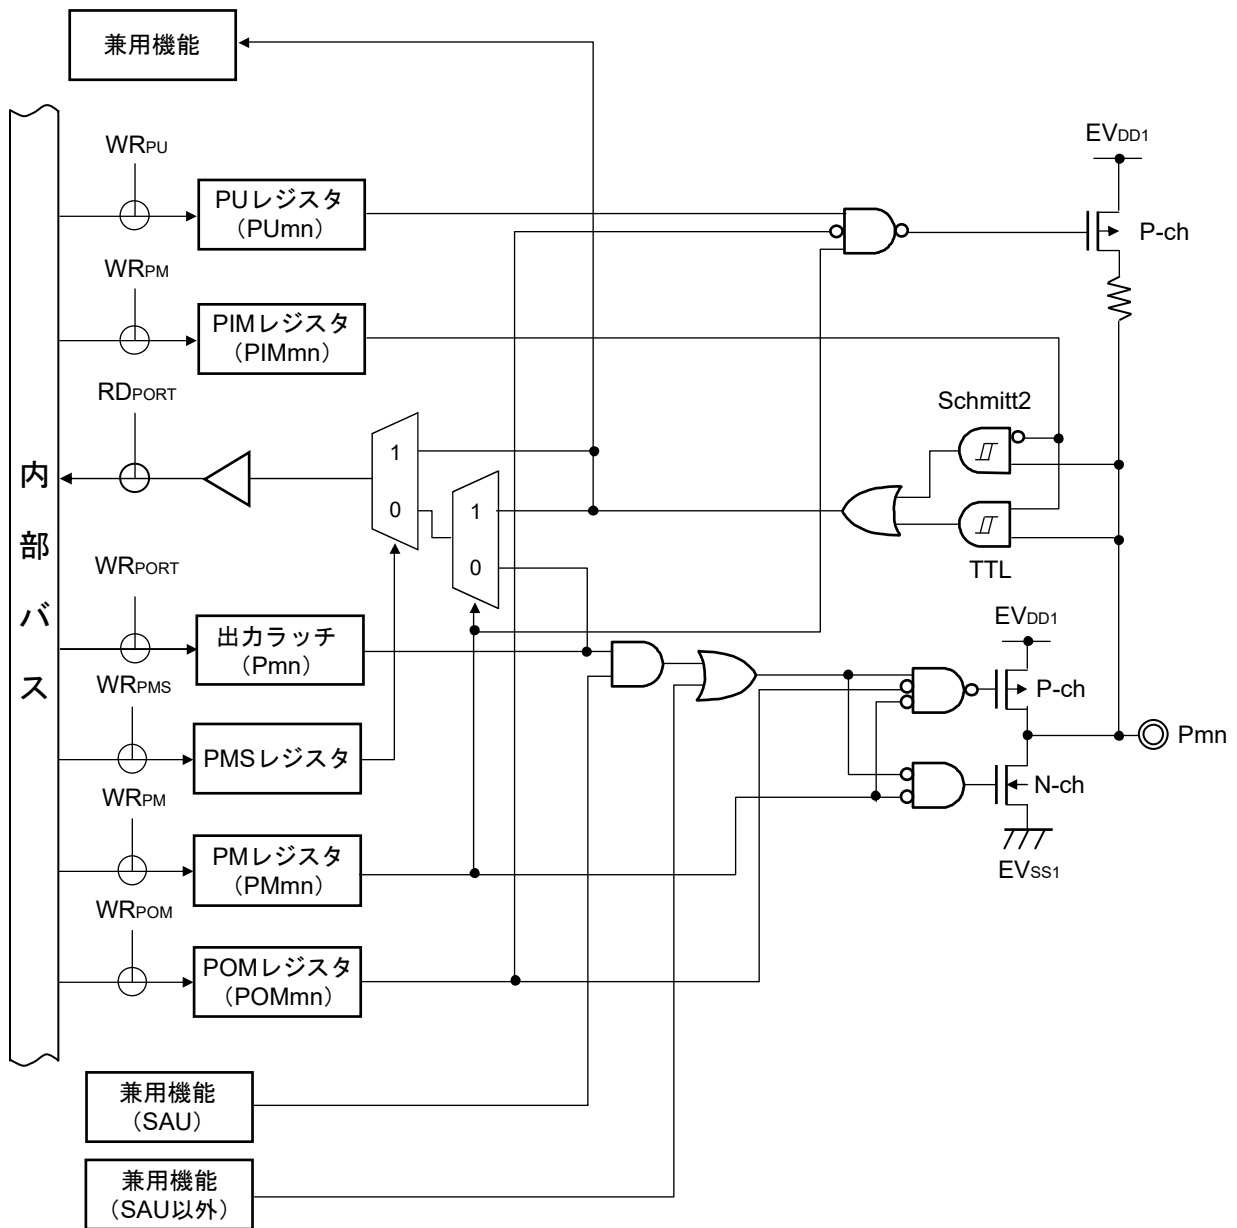 兼用機能
WRPU
EVDD1
PUレジスタ
（PUmn）
P-ch
WRPM
PIMレジスタ
（PIMmn）
RDPORT
Schmitt2
1
0
1
0
TTL
内部バス
WRPORT
出力ラッチ
（Pmn）
EVDD1
P-ch
WRPMS
PMSレジスタ
Pmn
N-ch
WRPM
PMレジスタ
（PMmn）
EVSS1
WRPOM
POMレジスタ
（POMmn）
兼用機能
（SAU）
兼用機能
（SAU以外）